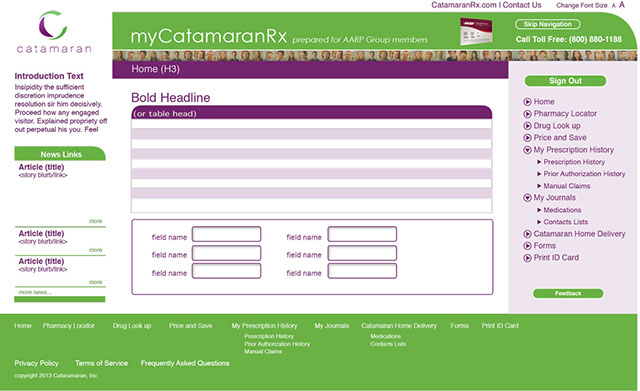 CatamaranRx.com | Contact Us
Change Font Size A A
catamaran
myCatamaranRx prepared for AARP Group members
AARP
Skip Navigation
Call Toll Free: (800) 880-1188
Introduction Text
Insipidity the sufficient
discretion imprudence
resolution sir him decisively.
Proceed how any engaged
visitor. Explained propriety off
out perpetual his you. Feel
News Links
Article (title)
<story blurb/link>
more
Article (title)
<story blurb/link>
more
Article (title)
<story blurb/link>
more
more news...
Home (H3)
Bold Headline
(or table head)
field name
field name
field name
field name
field name
field name
Sign Out
Home
Pharmacy Locator
Drug Look up
Price and Save
My Prescription History
Prescription History
Prior Authorization History
Manual Claims
My Journals
Medications
Contacts Lists
Catamaran Home Delivery
Forms
Print ID Card
Feedback
Home Pharmacy Locator Drug Look up Price and Save My Prescription History My Journals Catamaran Home Delivery Forms Print ID Card
Prescription History Medications
Prior Authorization History Contacts Lists
Manual Claims
Privacy Policy Terms of Service Frequently Asked Questions
copyright 2013 Cataramaran, Inc.